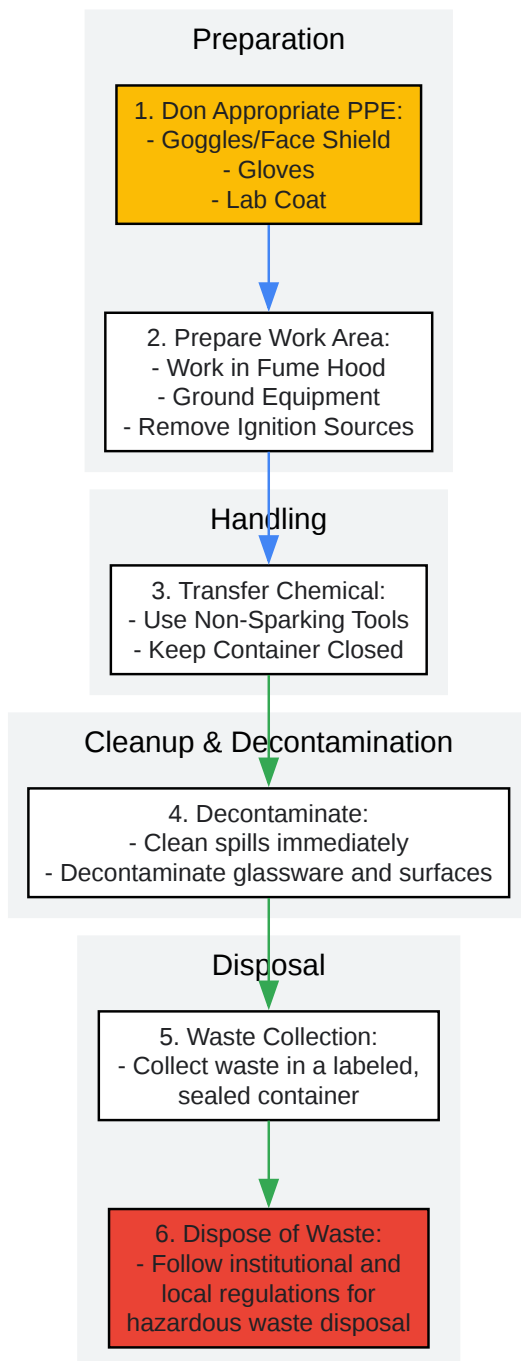 Preparation
1. Don Appropriate PPE:
- Goggles/Face Shield
- Gloves
- Lab Coat
2. Prepare Work Area:
- Work in Fume Hood
- Ground Equipment
- Remove Ignition Sources
Handling
3. Transfer Chemical:
- Use Non-Sparking Tools
- Keep Container Closed
Cleanup & Decontamination
4. Decontaminate:
- Clean spills immediately
- Decontaminate glassware and surfaces
Disposal
5. Waste Collection:
- Collect waste in a labeled,
sealed container
6. Dispose of Waste:
- Follow institutional and
local regulations for
hazardous waste disposal